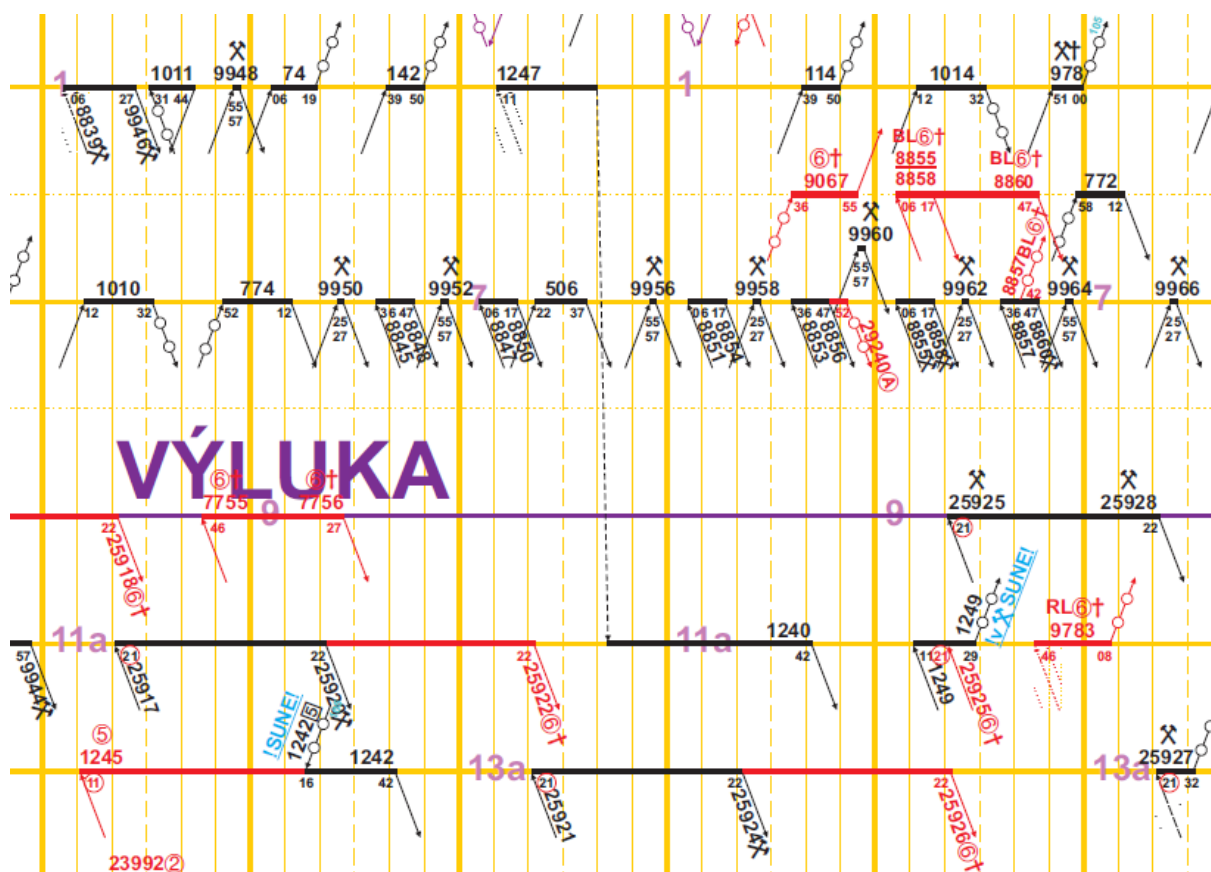 105
1 1011 9948 74 142 1247 1 114 1014 978
06 27 31 44 55 06 19 39 50 11 39 50 12 32 51 00
57
8839 9946
⑥† BL⑥† BL⑥†
9067 8855 8860 772
8858
36 55 06 17 47 58 12
9960
55
57
8857BL⑥†
42
1010 774 9950 9952 7 506 9956 9958 9962 9964 7 9966
12 32 52 12 25 36 47 55 06 17 22 37 55 06 17 25 36 47 52 06 17 25 36 47 55 25
27 57 57 27 27 57 27
8845 8848 8847 8850 8851 8854 8853 8856 29240Ⓐ 8855 8858 8857 8860
VÝLUKA
⑥† ⑥†
7755 9 7756 9 25925 25928
22 46 27 21 22
25918⑥†
1249 !v SUNE!
RL⑥†
11a 11a 1240 9783
57 21 22 22 42 11 21 29 46 08
9944 25917 25922⑥† 1249 25925⑥†
!SUNE! 1242⑤
⑤
1245 1242 13a 13a 25927
11 16 42 21 22 22 21 32
25921 25924 25926⑥†
23992②